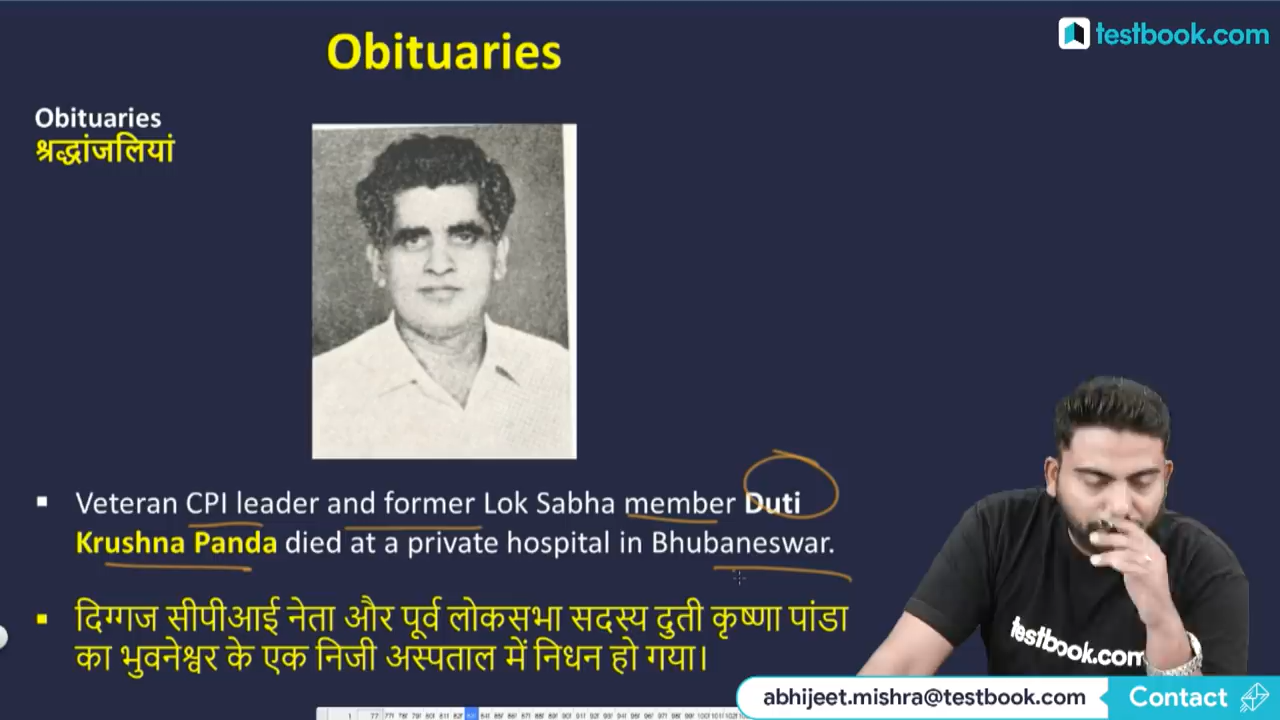 Obituaries
testbook.com
Obituaries
श्रद्धांजलियां
▪ Veteran CPI leader and former Lok Sabha member Duti
Krushna Panda died at a private hospital in Bhubaneswar.
▪ दिग्गज सीपीआई नेता और पूर्व लोकसभा सदस्य दुती कृष्णा पांडा
का भुवनेश्वर के एक निजी अस्पताल में निधन हो गया।
testbook.com
abhijeet.mishra@testbook.com Contact